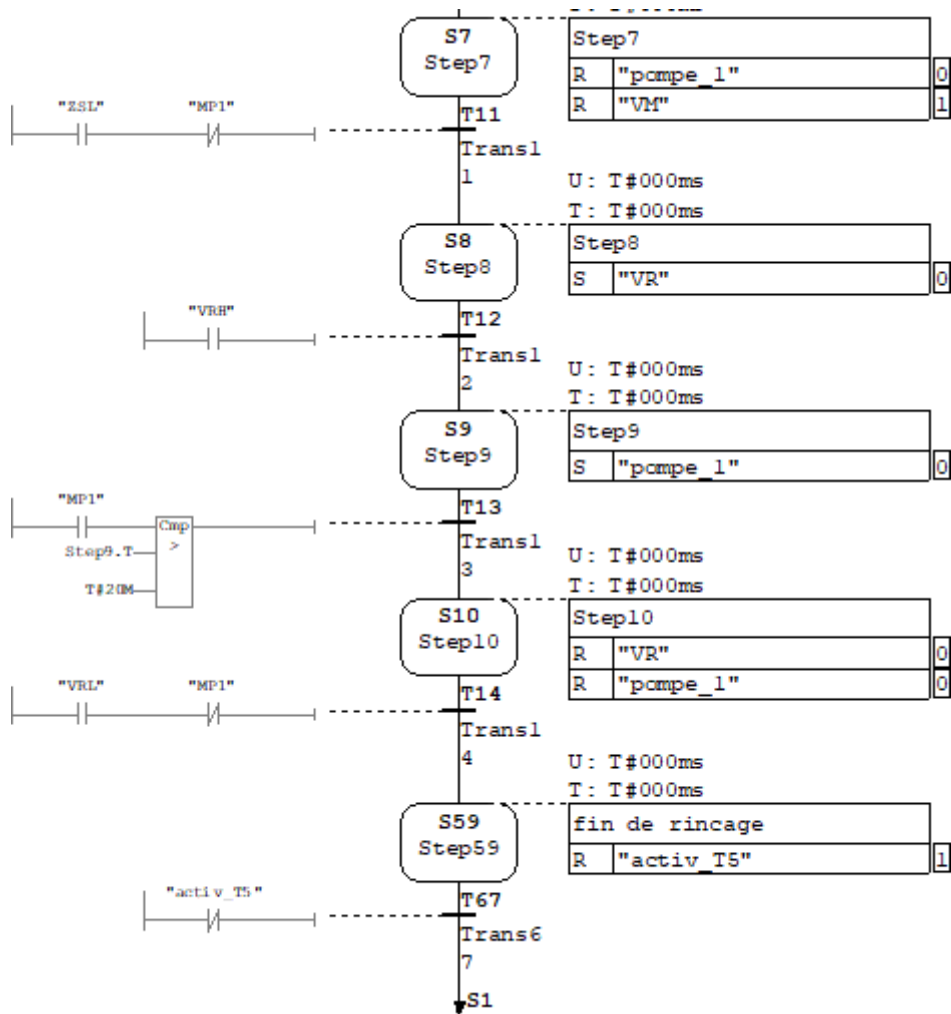 S7
Step7
Step7
R "pompe_1" 0
R "VM" 1
"ZSL" "MP1"
T11
Trans1
1
U: T#000ms
T: T#000ms
S8
Step8
Step8
S "VR" 0
"VRH"
T12
Trans1
2
U: T#000ms
T: T#000ms
S9
Step9
Step9
S "pompe_1" 0
"MP1"
Cmp
>
Step9.T
T#20M
T13
Trans1
3
U: T#000ms
T: T#000ms
S10
Step10
Step10
R "VR" 0
R "pompe_1" 0
"VRL" "MP1"
T14
Trans1
4
U: T#000ms
T: T#000ms
S59
Step59
fin de rincage
R "activ_T5" 1
"activ_T5"
T67
Trans6
7
S1